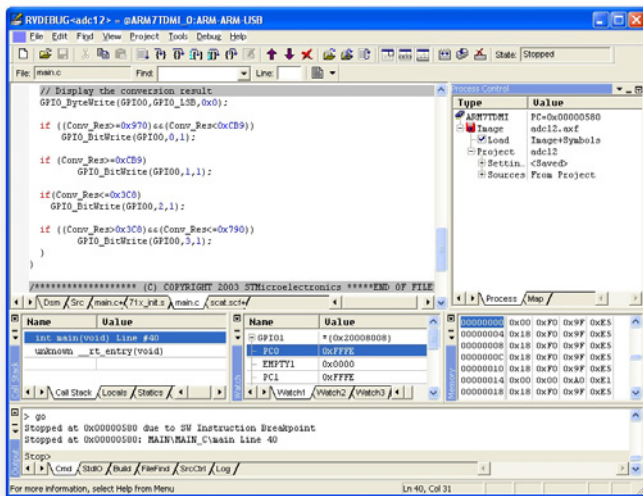 RVDEBUG<adc12> = @ARM7TDMI_0:ARM-ARM-USB
File Edit Find View Project Tools Debug Help
State: Stopped
File: main.c Find: Line:
// Display the conversion result
GPIO_ByteWrite(GPIO0,GPIO_LSB,0x0);
if ((Conv_Res>=0x970)&&(Conv_Res<0xCB9))
GPIO_BitWrite(GPIO0,0,1);
if (Conv_Res>=0xCB9)
GPIO_BitWrite(GPIO0,1,1);
if(Conv_Res<=0x3C8)
GPIO_BitWrite(GPIO0,2,1);
if ((Conv_Res>0x3C8)&&(Conv_Res<=0x790))
GPIO_BitWrite(GPIO0,3,1);
}
}
/******************* (C) COPYRIGHT 2003 STMicroelectronics *****END OF FILE
Dsm Src main.c+ 71x_init.s main.c scat.scf+
Process Control
Type Value
ARM7TDMI PC=0x00000580
Image adc12.axf
Load Image+Symbols
Project adc12
Settin... <Saved>
Sources From Project
Process Map
Name Value
int main(void) Line #40
unknown __rt_entry(void)
Call Stack Locals Statics
Name Value
GPIO1 *(0x20008008)
PC0 0xFFFE
EMPTY1 0x0000
PC1 0xFFFE
Watch1 Watch2 Watch3
Memory
00000000 0x18 0xF0 0x9F 0xE5
00000004 0x18 0xF0 0x9F 0xE5
00000008 0x18 0xF0 0x9F 0xE5
0000000C 0x18 0xF0 0x9F 0xE5
00000010 0x18 0xF0 0x9F 0xE5
00000014 0x00 0x00 0xA0 0xE1
00000018 0x18 0xF0 0x9F 0xE5
> go
Stopped at 0x00000580 due to SW Instruction Breakpoint
Stopped at 0x00000580: MAIN\MAIN_C\main Line 40
Stop>
Cmd StdIO Build FileFind SrcCtrl Log
For more information, select Help from Menu
Ln 40, Col 31